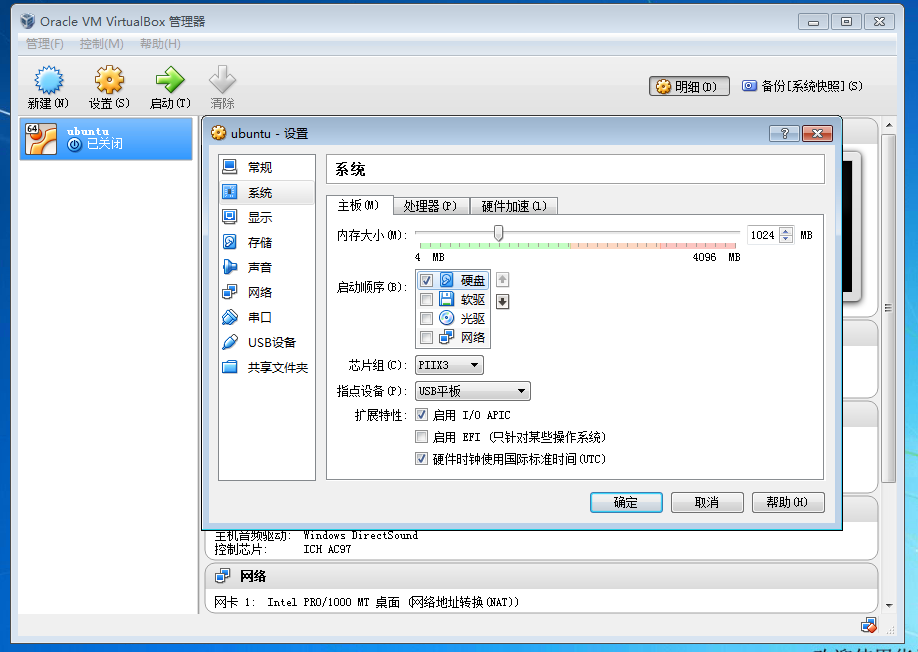 Oracle VM VirtualBox 管理器
管理(F) 控制(M) 帮助(H)
新建(N) 设置(S) 启动(T) 清除
明细(D) 备份[系统快照](S)
64 ubuntu
已关闭
ubuntu - 设置
常规
系统
显示
存储
声音
网络
串口
USB设备
共享文件夹
系统
主板(M) 处理器(P) 硬件加速(L)
内存大小(M): 1024 MB
4 MB 4096 MB
启动顺序(B): 硬盘
软驱
光驱
网络
芯片组(C): PIIX3
指点设备(P): USB平板
扩展特性: 启用 I/O APIC
启用 EFI (只针对某些操作系统)
硬件时钟使用国际标准时间(UTC)
确定 取消 帮助(H)
主机音频驱动: Windows DirectSound
控制芯片: ICH AC97
网络
网卡 1: Intel PRO/1000 MT 桌面 (网络地址转换(NAT))